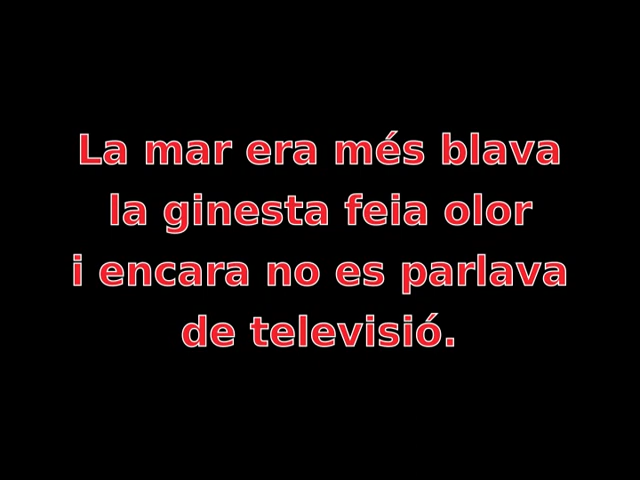 La mar era més blava
la ginesta feia olor
i encara no es parlava
de televisió.